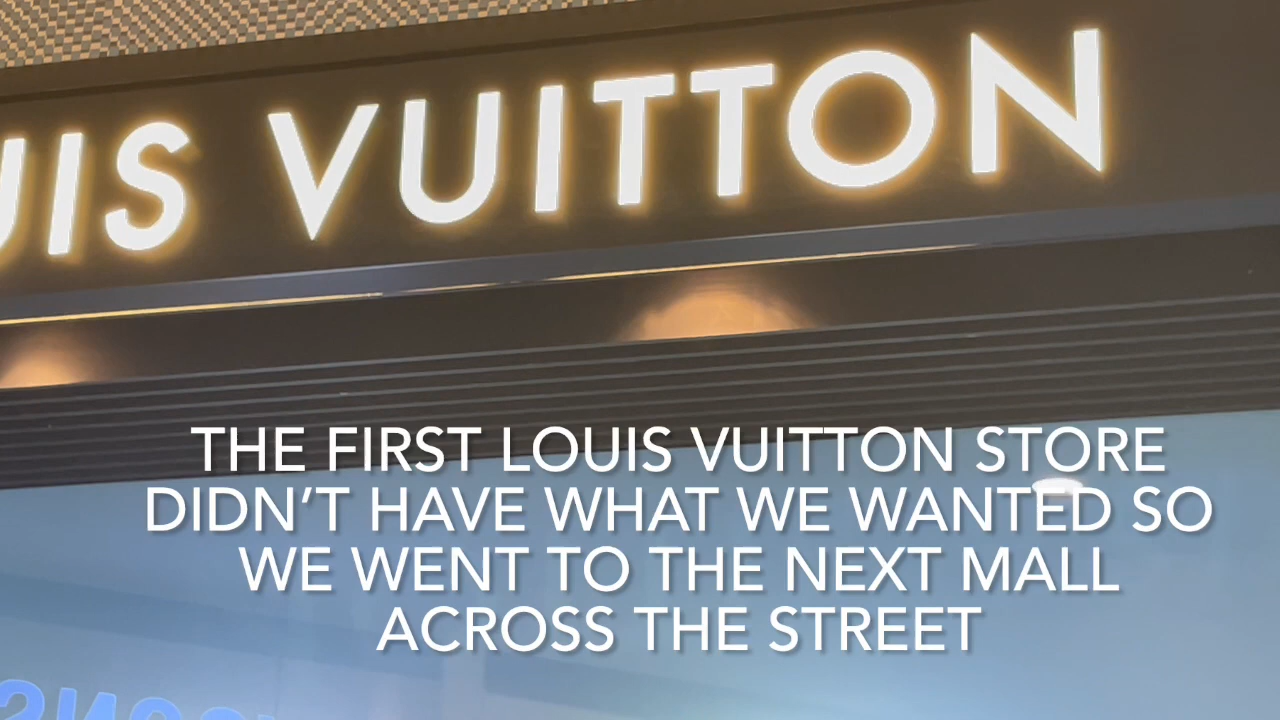 UIS VUITTON
THE FIRST LOUIS VUITTON STORE
DIDN'T HAVE WHAT WE WANTED SO
WE WENT TO THE NEXT MALL
ACROSS THE STREET